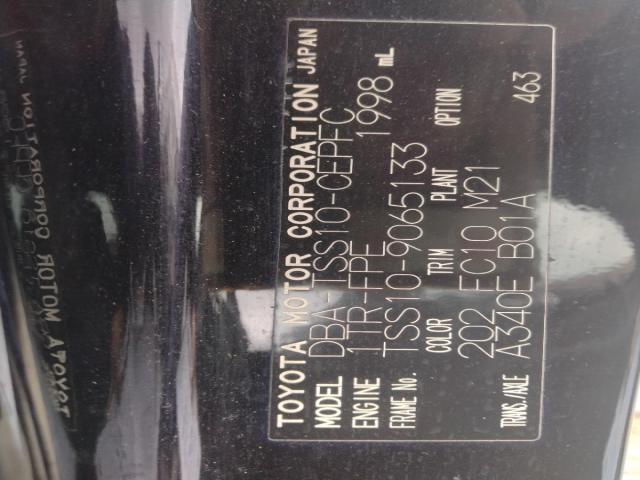 TOYOTA MOTOR CORPORATION JAPAN
MODEL DBA-TSS10-CEPFC
ENGINE 1TR-FPE 1998 mL
FRAME No. TSS10-9065133
COLOR TRIM PLANT OPTION
202 FC10 M21
TRANS./AXLE A340E B01A 463